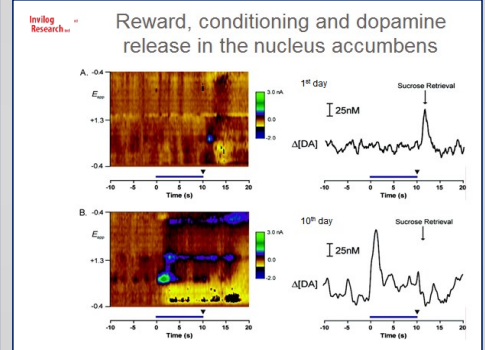 Invilog
Research
Reward, conditioning and dopamine
release in the nucleus accumbens
A.
-0.4
Eapp
+1.3
-0.4
3.0 nA
0.0
-2.0
-10 -5 0 5 10 15 20
Time (s)
1st day
Sucrose Retrieval
25nM
Δ[DA]
-10 -5 0 5 10 15 20
Time (s)
B.
-0.4
Eapp
+1.3
-0.4
3.0 nA
0.0
-2.0
-10 -5 0 5 10 15 20
Time (s)
10th day
Sucrose Retrieval
25nM
Δ[DA]
-10 -5 0 5 10 15 20
Time (s)